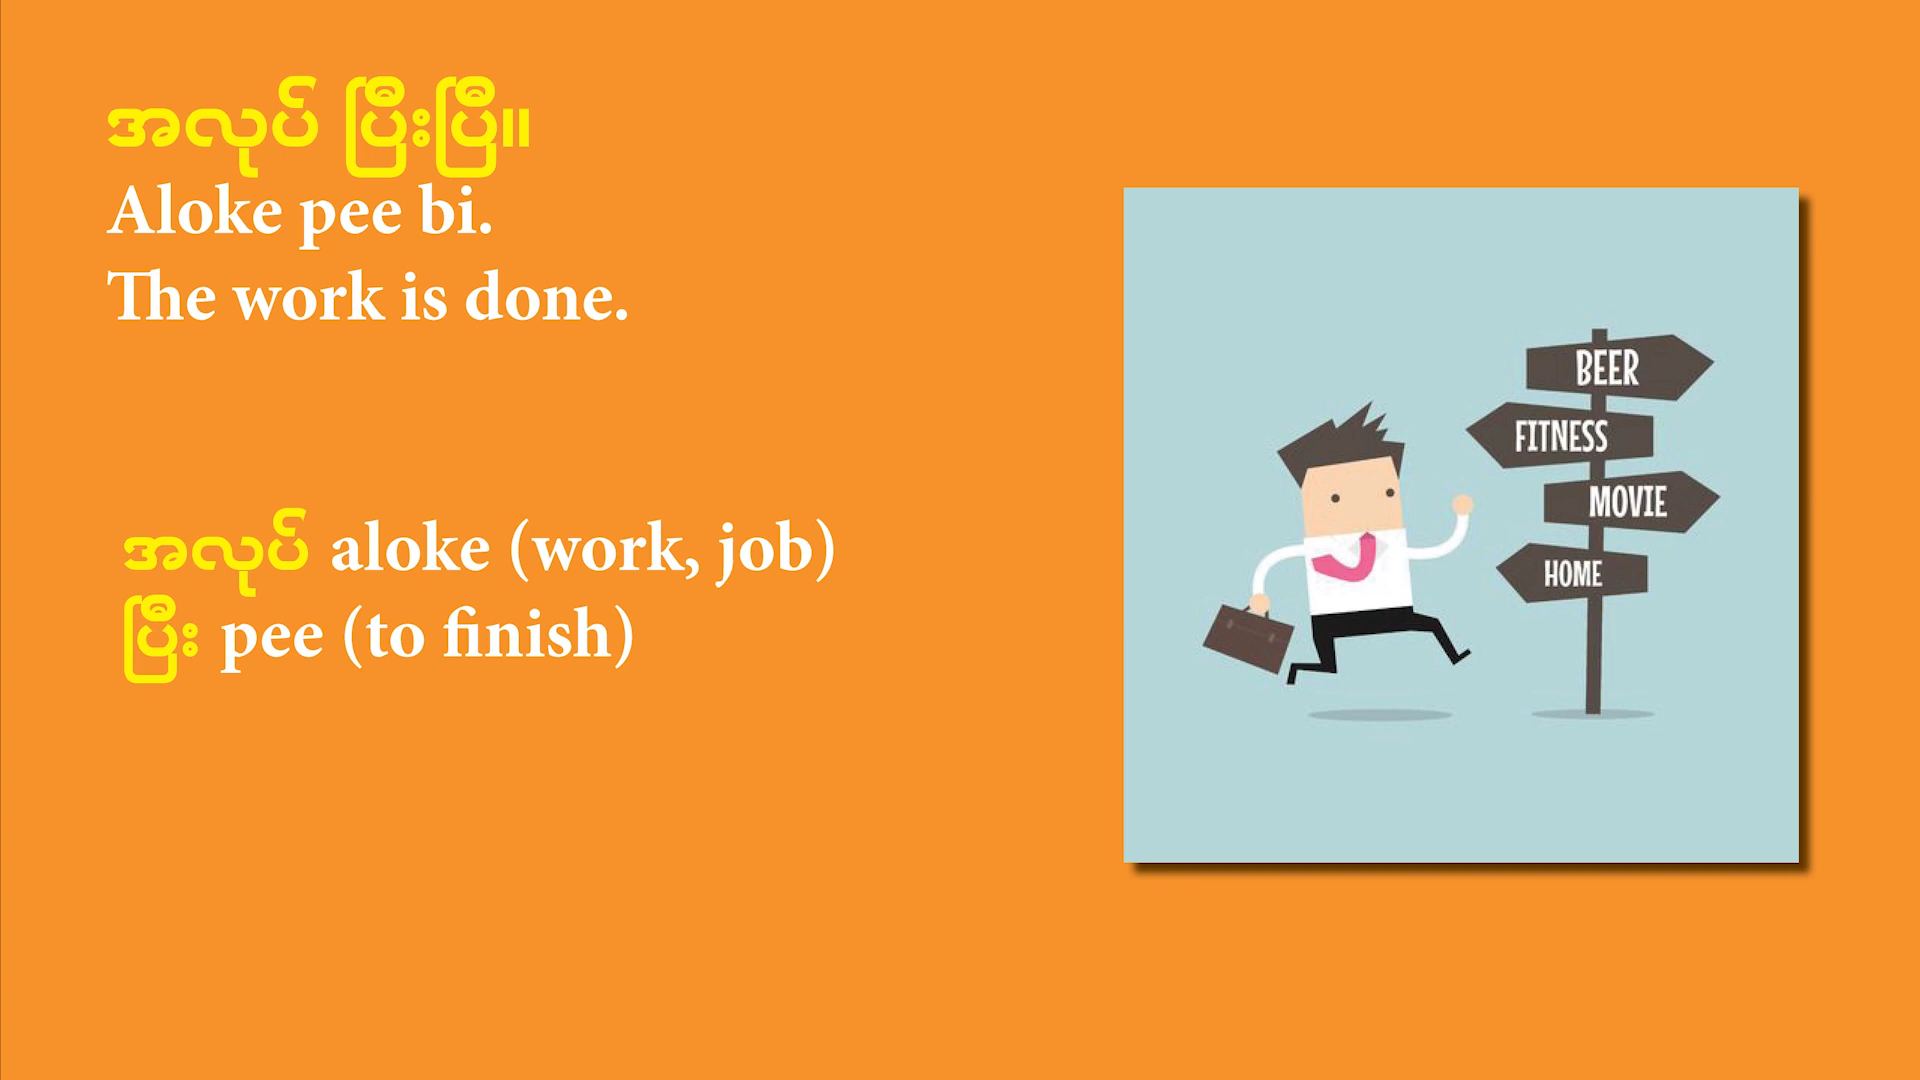 အလုပ် ပြီးပြီ။
Aloke pee bi.
The work is done.
အလုပ် aloke (work, job)
ပြီး pee (to finish)
BEER
FITNESS
MOVIE
HOME